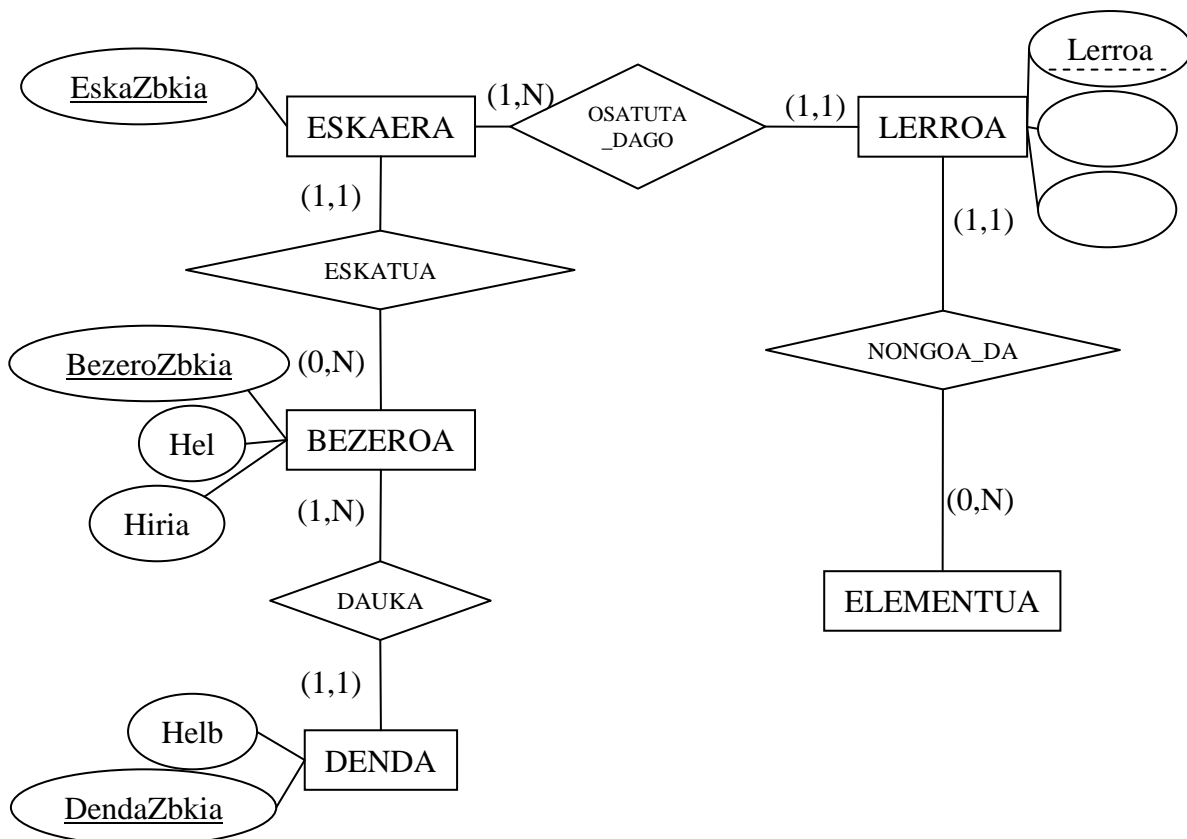 Lerroa
EskaZbkia
(1,N)
(1,1)
ESKAERA
OSATUTA
_DAGO
LERROA
(1,1)
(1,1)
ESKATUA
(0,N)
BezeroZbkia
NONGOA_DA
Hel
BEZEROA
Hiria
(1,N)
(0,N)
DAUKA
ELEMENTUA
(1,1)
Helb
DENDA
DendaZbkia